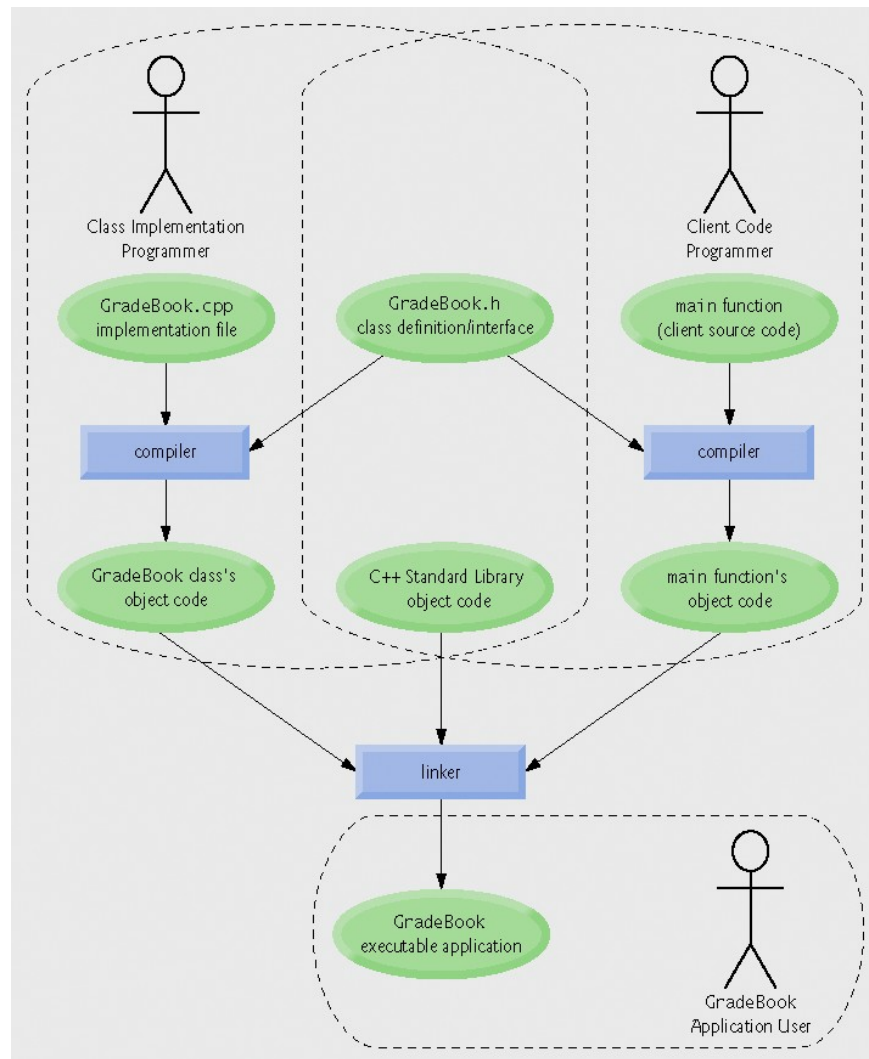 Class Implementation
Programmer
Client Code
Programmer
GradeBook.cpp
implementation file
GradeBook.h
class definition/interface
main function
(client source code)
compiler
compiler
GradeBook class's
object code
C++ Standard Library
object code
main function's
object code
linker
GradeBook
executable application
GradeBook
Application User